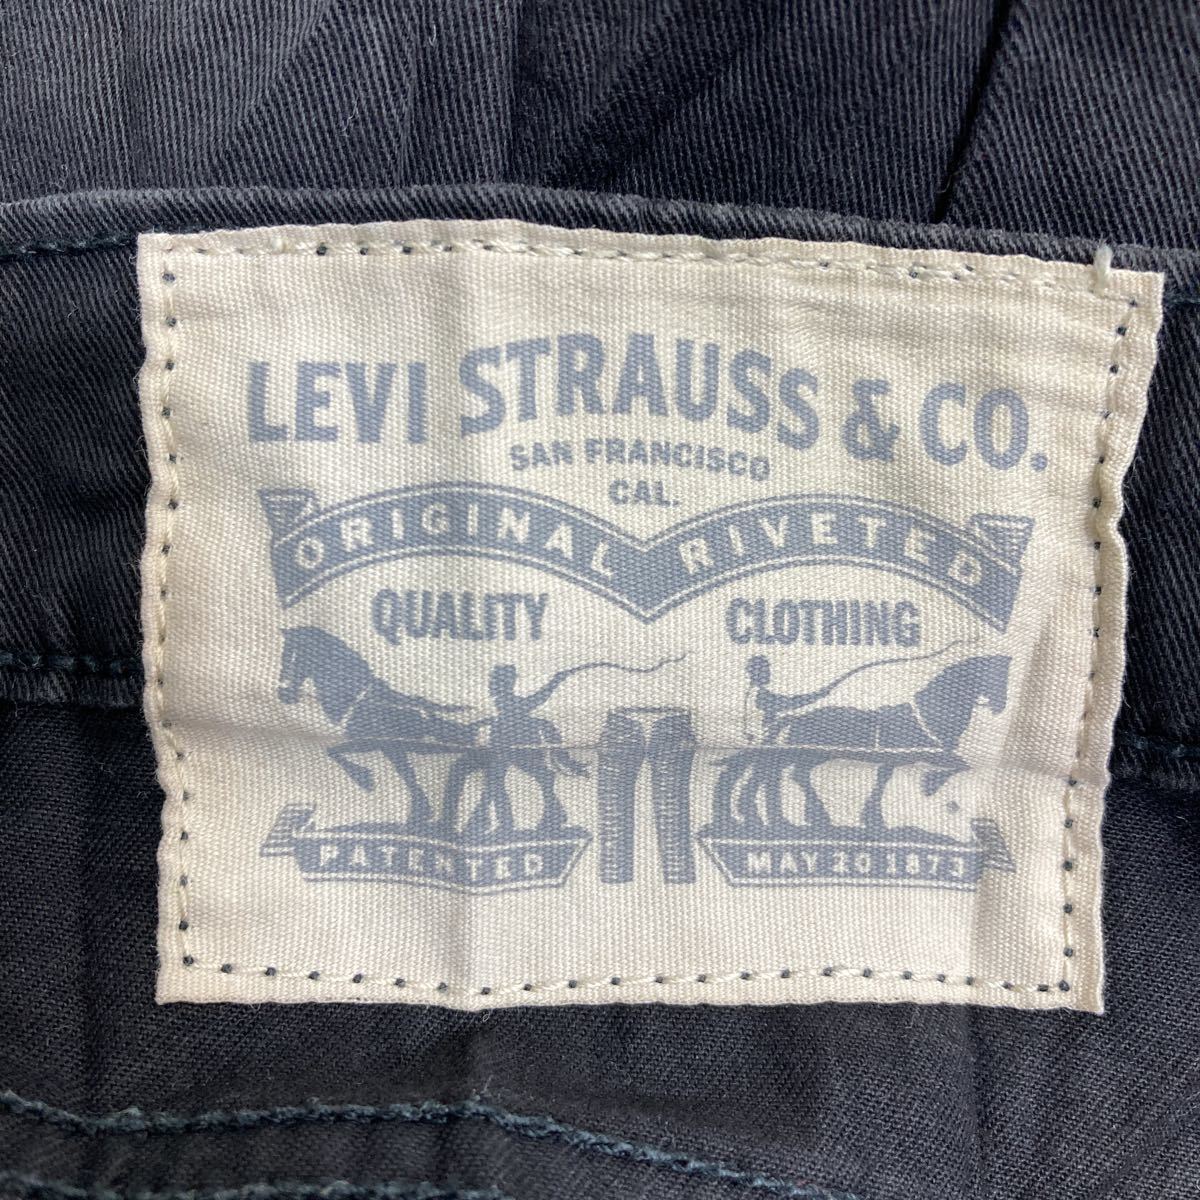 LEVI STRAUSS & CO.
SAN FRANCISCO
CAL.
ORIGINAL RIVETED
QUALITY CLOTHING
PATENTED MAY 20 1873